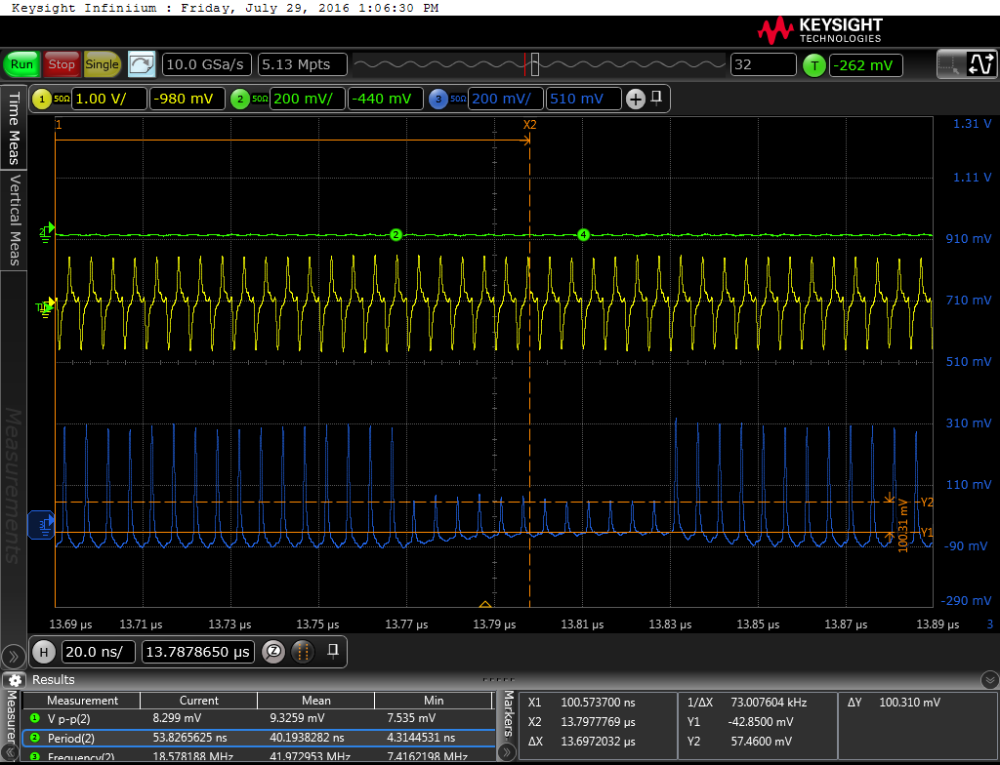 Keysight Infiniium : Friday, July 29, 2016 1:06:30 PM
KEYSIGHT
TECHNOLOGIES
Run Stop Single 10.0 GSa/s 5.13 Mpts 32 T -262 mV
1 50Ω 1.00 V/ -980 mV 2 50Ω 200 mV/ -440 mV 3 50Ω 200 mV/ 510 mV +
Time Meas
Vertical Meas
Measurements
1 X2 1.31 V
1.11 V
2 2 4 910 mV
710 mV
510 mV
310 mV
110 mV
Y2
100.31 mV
3 Y1
-90 mV
-290 mV
13.69 µs 13.71 µs 13.73 µs 13.75 µs 13.77 µs 13.79 µs 13.81 µs 13.83 µs 13.85 µs 13.87 µs 13.89 µs 3
H 20.0 ns/ 13.7878650 µs Z
Results
Measurement Current Mean Min
1 V p-p(2) 8.299 mV 9.3259 mV 7.535 mV
2 Period(2) 53.8265625 ns 40.1938282 ns 4.3144531 ns
3 Frequency(2) 18.578188 MHz 41.972953 MHz 7.4162198 MHz
Markers
X1 100.573700 ns 1/ΔX 73.007604 kHz ΔY 100.310 mV
X2 13.7977769 µs Y1 -42.8500 mV
ΔX 13.6972032 µs Y2 57.4600 mV